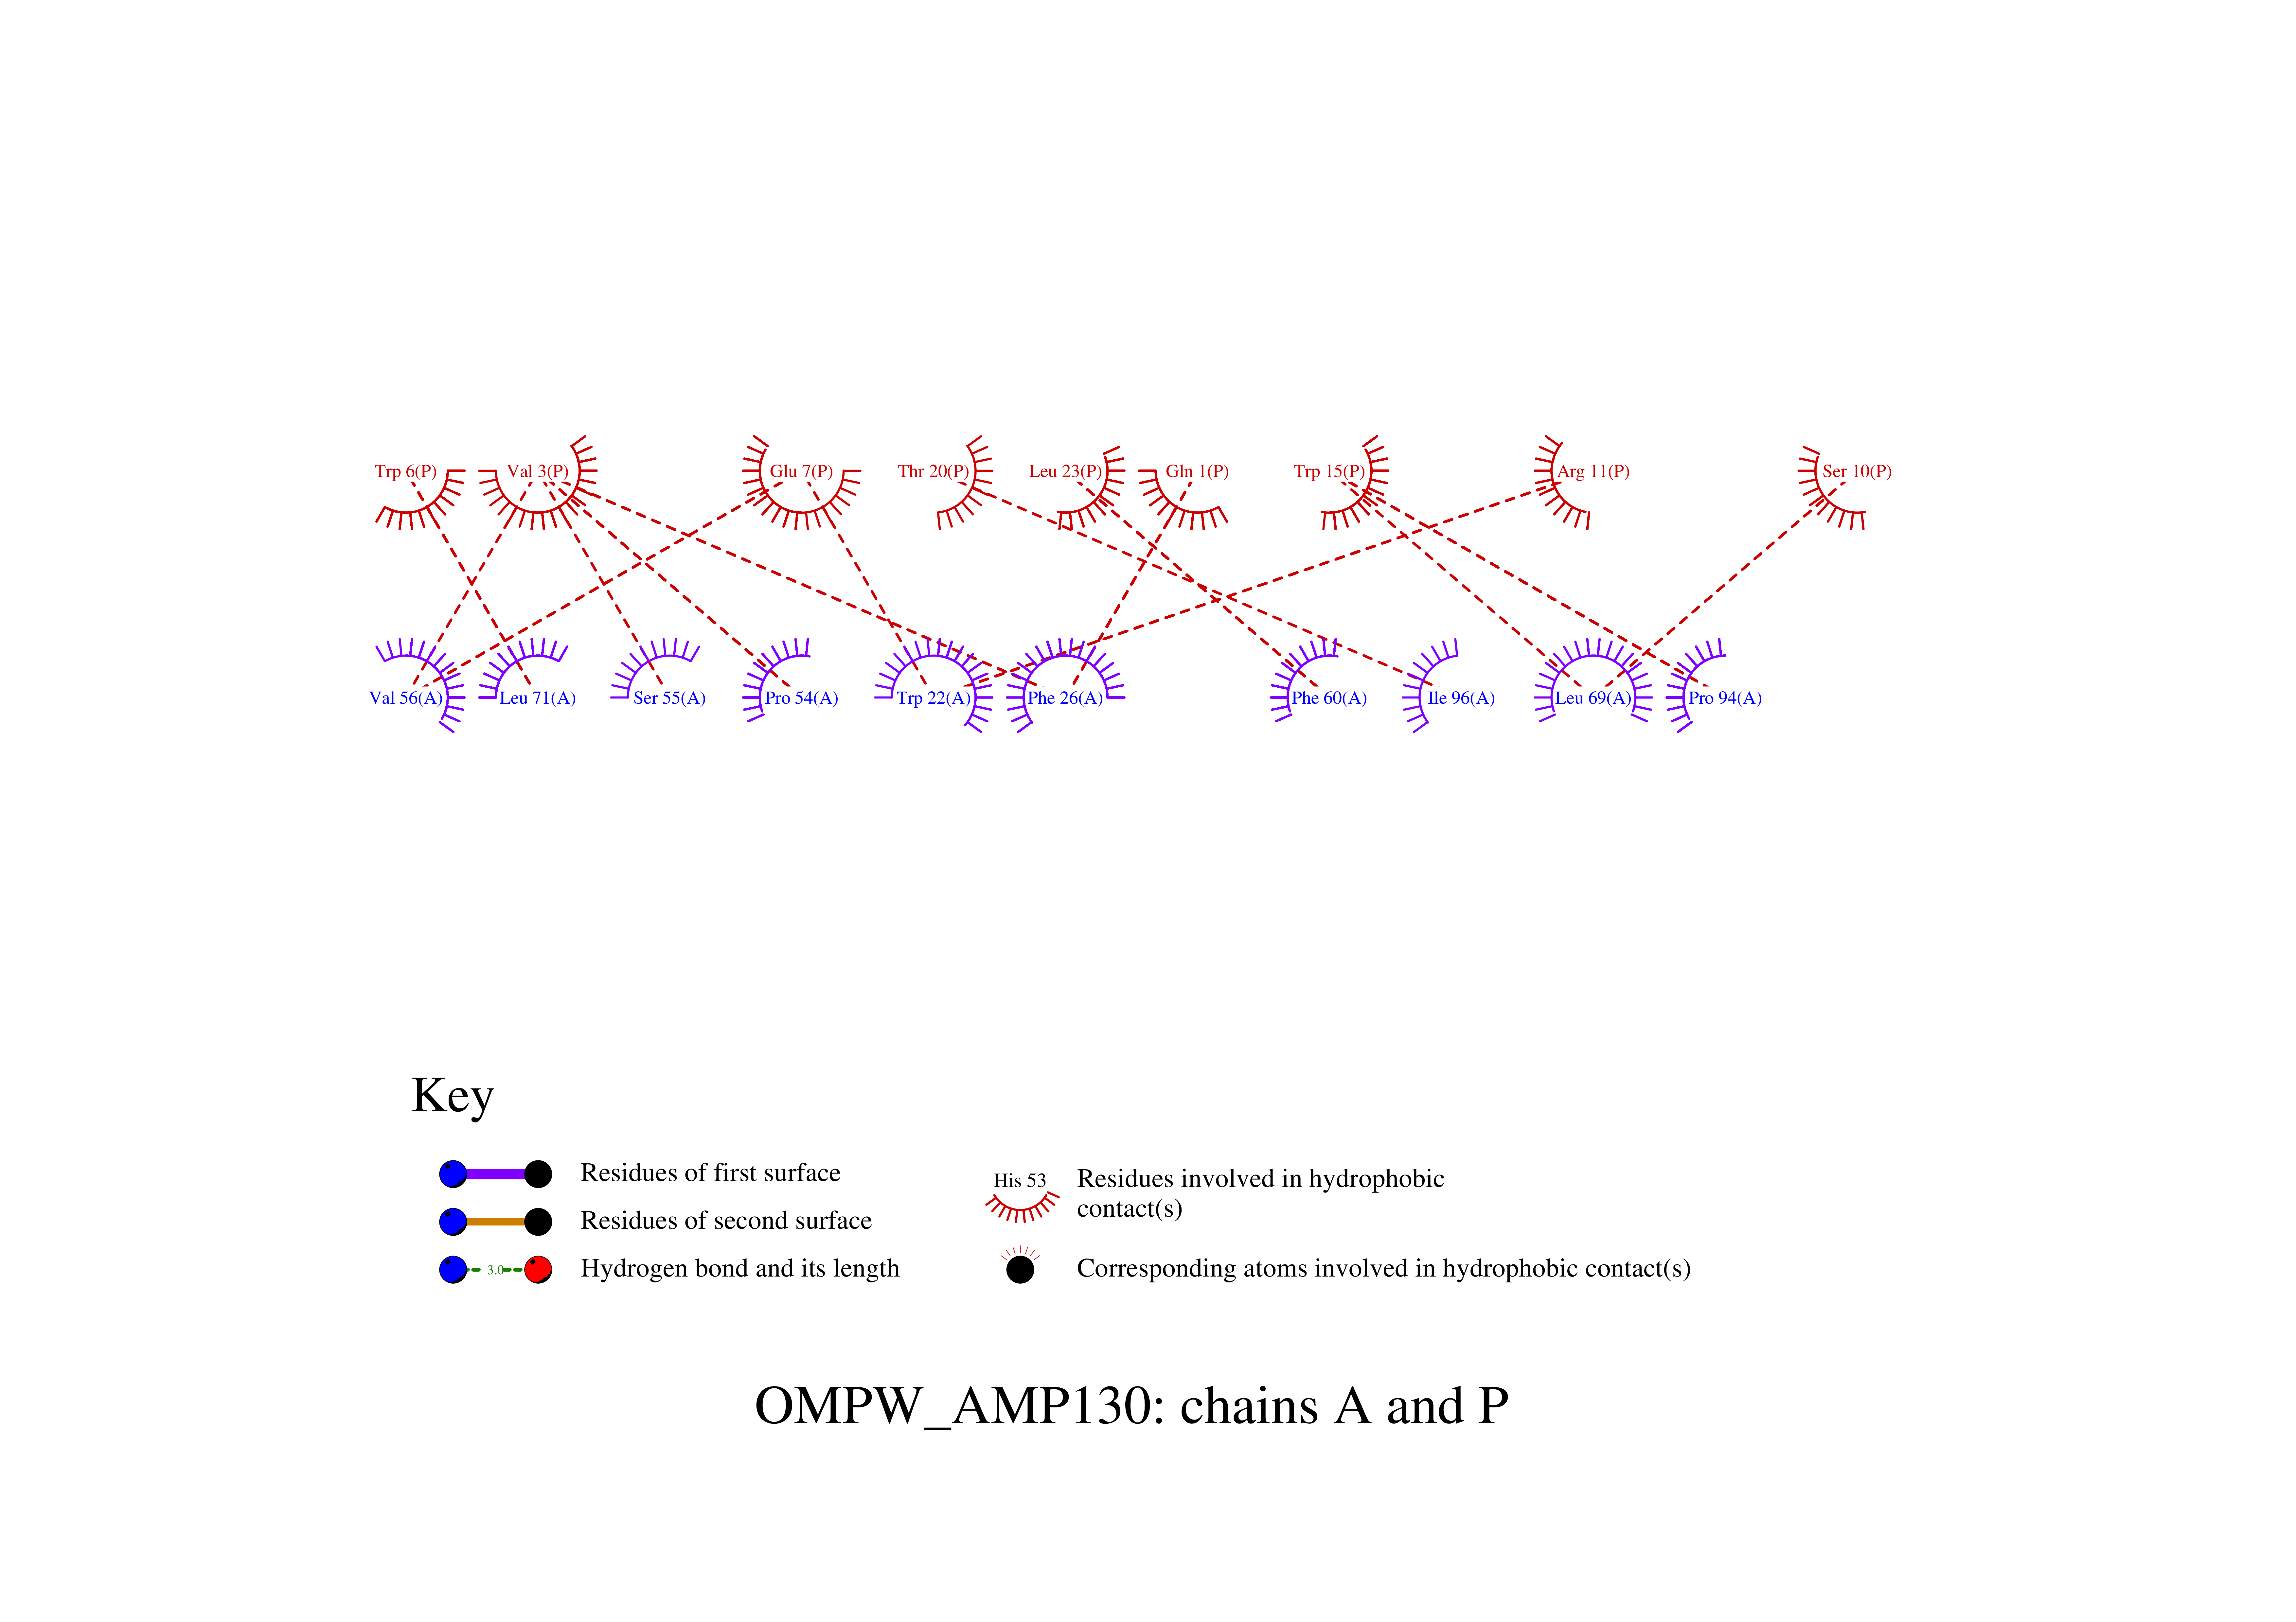 Trp 6(P) Val 3(P) Glu 7(P) Thr 20(P) Leu 23(P) Gln 1(P) Trp 15(P) Arg 11(P) Ser 10(P)
Val 56(A) Leu 71(A) Ser 55(A) Pro 54(A) Trp 22(A) Phe 26(A) Phe 60(A) Ile 96(A) Leu 69(A) Pro 94(A)
Key
Residues of first surface
Residues of second surface
3.0 Hydrogen bond and its length
His 53 Residues involved in hydrophobic
contact(s)
Corresponding atoms involved in hydrophobic contact(s)
OMPW_AMP130: chains A and P